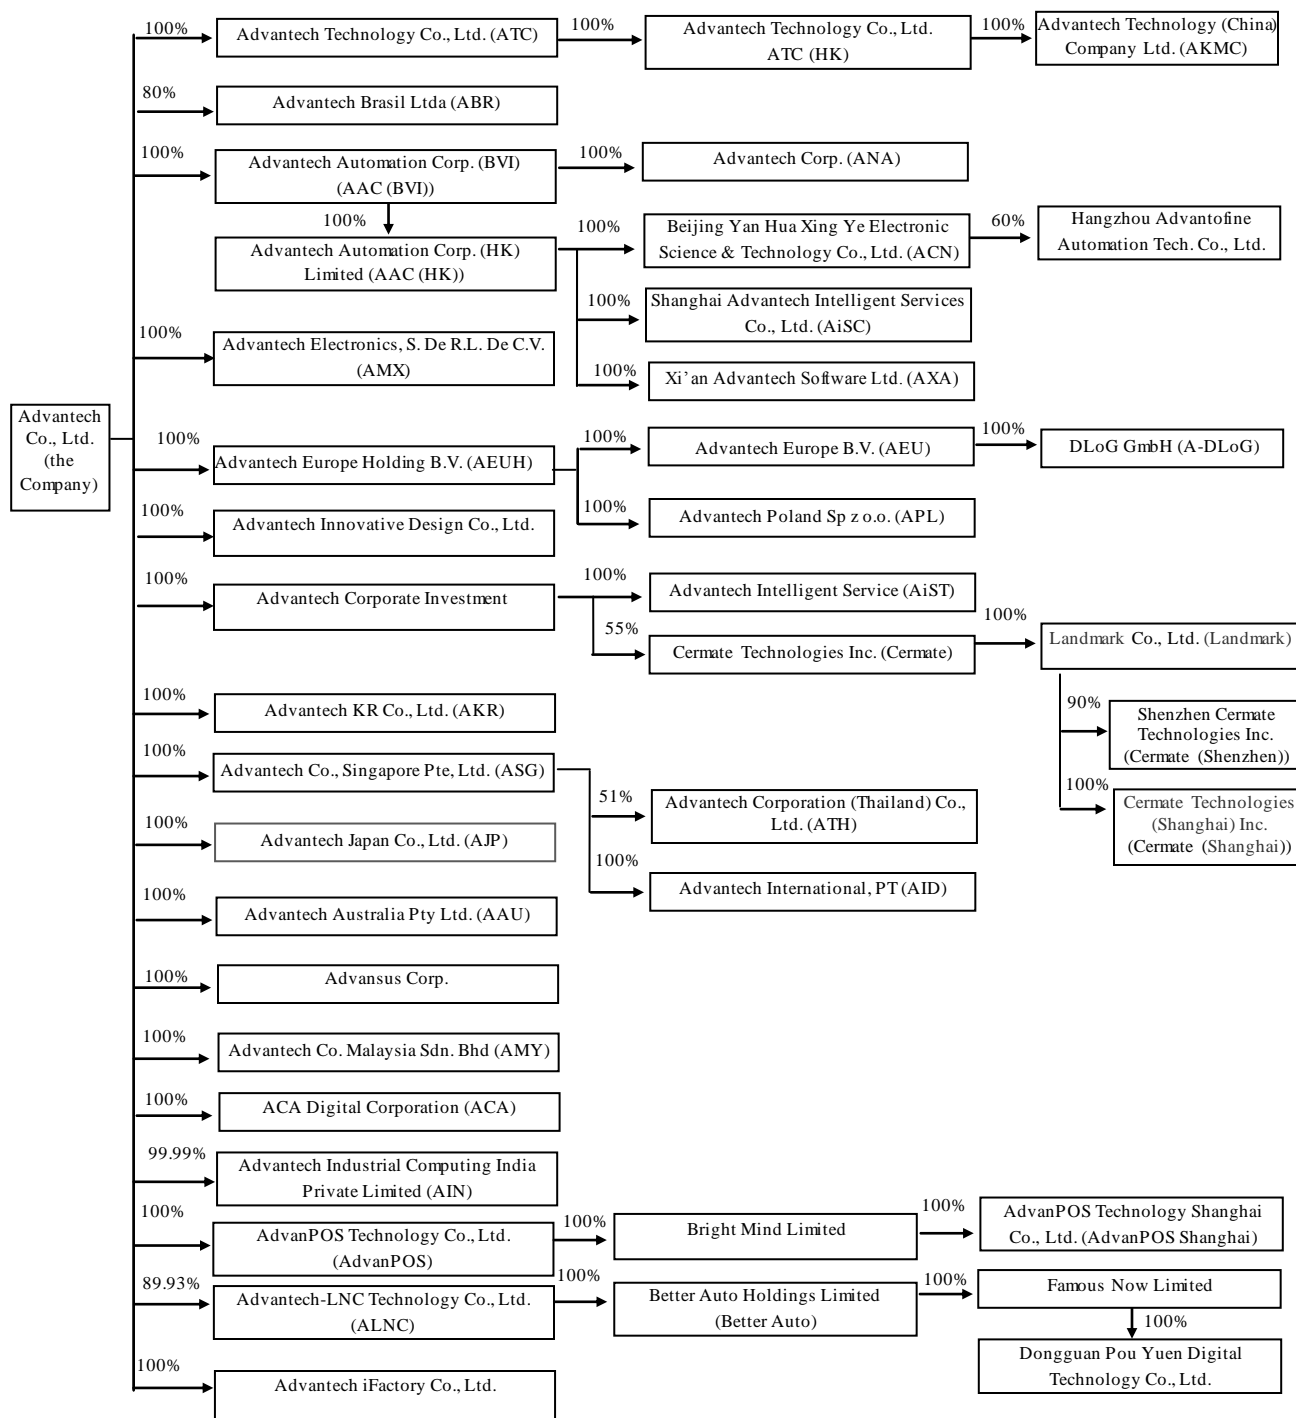 100%
Advantech Technology Co., Ltd. (ATC)
100%
Advantech Technology Co., Ltd.
ATC (HK)
100%
Advantech Technology (China)
Company Ltd. (AKMC)
80%
Advantech Brasil Ltda (ABR)
100%
Advantech Automation Corp. (BVI)
(AAC (BVI))
100%
Advantech Corp. (ANA)
100%
Advantech Automation Corp. (HK)
Limited (AAC (HK))
100%
Beijing Yan Hua Xing Ye Electronic
Science & Technology Co., Ltd. (ACN)
60%
Hangzhou Advantofine
Automation Tech. Co., Ltd.
100%
Shanghai Advantech Intelligent Services
Co., Ltd. (AiSC)
100%
Xi’an Advantech Software Ltd. (AXA)
100%
Advantech Electronics, S. De R.L. De C.V.
(AMX)
Advantech
Co., Ltd.
(the
Company)
100%
Advantech Europe Holding B.V. (AEUH)
100%
Advantech Europe B.V. (AEU)
100%
DLoG GmbH (A-DLoG)
100%
Advantech Poland Sp z o.o. (APL)
100%
Advantech Innovative Design Co., Ltd.
100%
Advantech Corporate Investment
100%
Advantech Intelligent Service (AiST)
55%
Cermate Technologies Inc. (Cermate)
100%
Landmark Co., Ltd. (Landmark)
90%
Shenzhen Cermate
Technologies Inc.
(Cermate (Shenzhen))
100%
Cermate Technologies
(Shanghai) Inc.
(Cermate (Shanghai))
100%
Advantech KR Co., Ltd. (AKR)
100%
Advantech Co., Singapore Pte, Ltd. (ASG)
51%
Advantech Corporation (Thailand) Co.,
Ltd. (ATH)
100%
Advantech International, PT (AID)
100%
Advantech Japan Co., Ltd. (AJP)
100%
Advantech Australia Pty Ltd. (AAU)
100%
Advansus Corp.
100%
Advantech Co. Malaysia Sdn. Bhd (AMY)
100%
ACA Digital Corporation (ACA)
99.99%
Advantech Industrial Computing India
Private Limited (AIN)
100%
AdvanPOS Technology Co., Ltd.
(AdvanPOS)
100%
Bright Mind Limited
100%
AdvanPOS Technology Shanghai
Co., Ltd. (AdvanPOS Shanghai)
89.93%
Advantech-LNC Technology Co., Ltd.
(ALNC)
100%
Better Auto Holdings Limited
(Better Auto)
100%
Famous Now Limited
100%
Dongguan Pou Yuen Digital
Technology Co., Ltd.
100%
Advantech iFactory Co., Ltd.